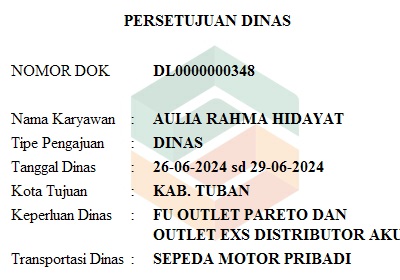 PERSETUJUAN DINAS
NOMOR DOK DL0000000348
Nama Karyawan : AULIA RAHMA HIDAYAT
Tipe Pengajuan : DINAS
Tanggal Dinas : 26-06-2024 sd 29-06-2024
Kota Tujuan : KAB. TUBAN
Keperluan Dinas : FU OUTLET PARETO DAN
OUTLET EXS DISTRIBUTOR AKU
Transportasi Dinas : SEPEDA MOTOR PRIBADI